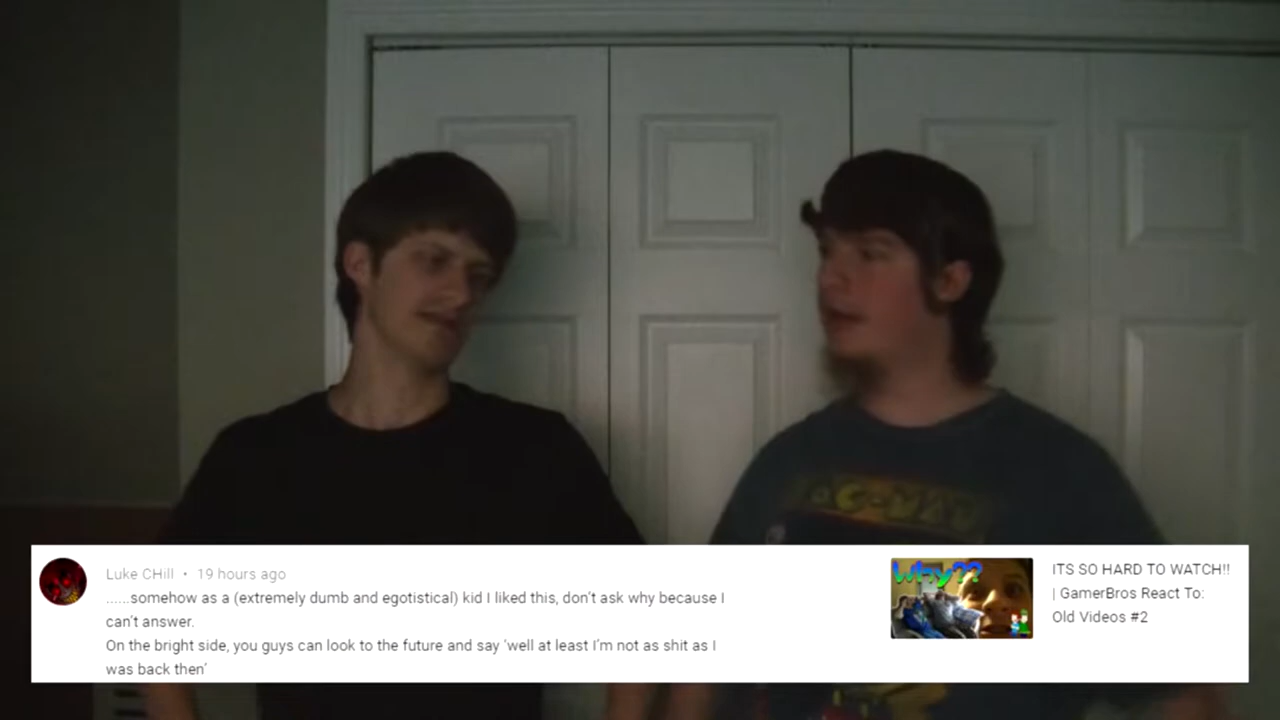 PAC-MAN
Luke CHill • 19 hours ago
......somehow as a (extremely dumb and egotistical) kid I liked this, don't ask why because I
can't answer.
On the bright side, you guys can look to the future and say 'well at least I'm not as shit as I
was back then'
Why??
ITS SO HARD TO WATCH!!
| GamerBros React To:
Old Videos #2